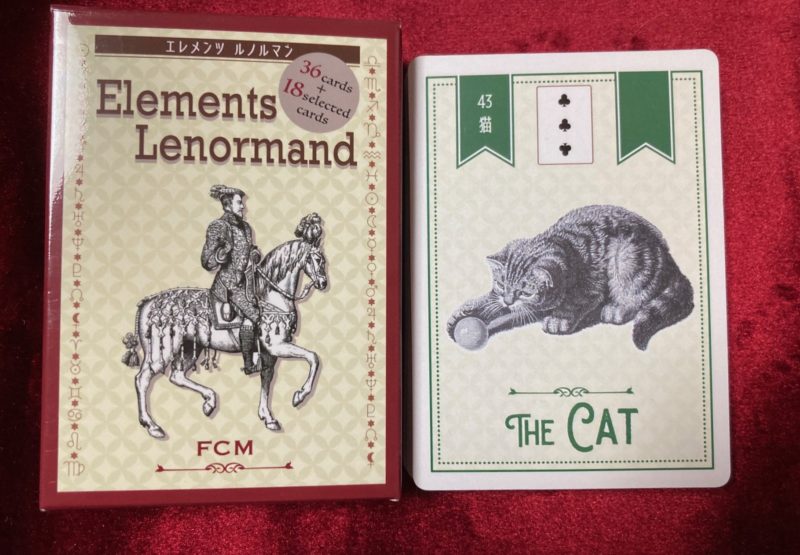 エレメンツ ルノルマン
36 cards
+
18 selected
cards
Elements
Lenormand
FCM
43
猫
THE CAT